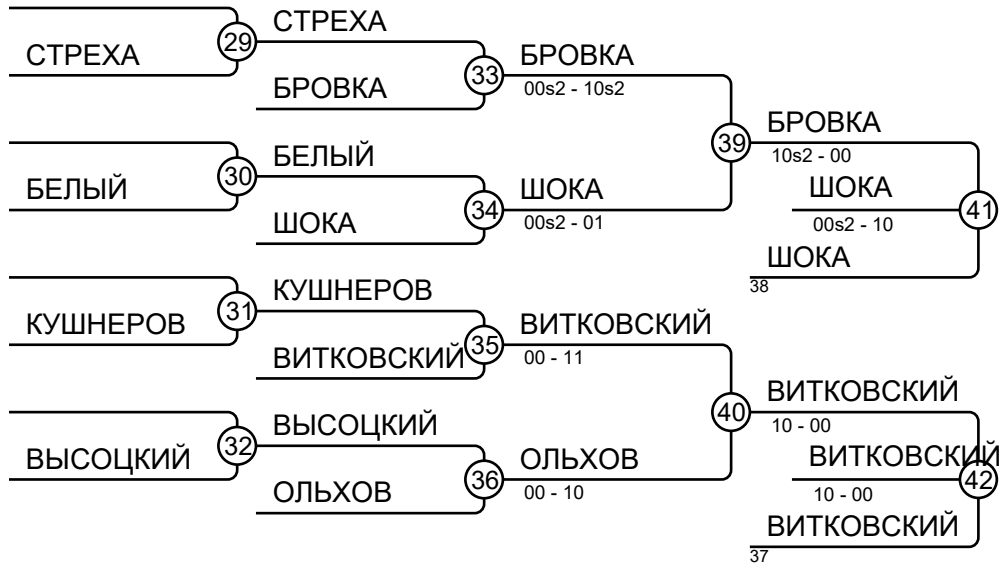 СТРЕХА
29
СТРЕХА
БРОВКА
33
БРОВКА
00s2 - 10s2
БЕЛЫЙ
30
БЕЛЫЙ
ШОКА
34
ШОКА
00s2 - 01
39
БРОВКА
10s2 - 00
ШОКА
00s2 - 10
41
ШОКА
38
КУШНЕРОВ
31
КУШНЕРОВ
ВИТКОВСКИЙ
35
ВИТКОВСКИЙ
00 - 11
ВЫСОЦКИЙ
32
ВЫСОЦКИЙ
ОЛЬХОВ
36
ОЛЬХОВ
00 - 10
40
ВИТКОВСКИЙ
10 - 00
ВИТКОВСКИЙ
10 - 00
42
ВИТКОВСКИЙ
37